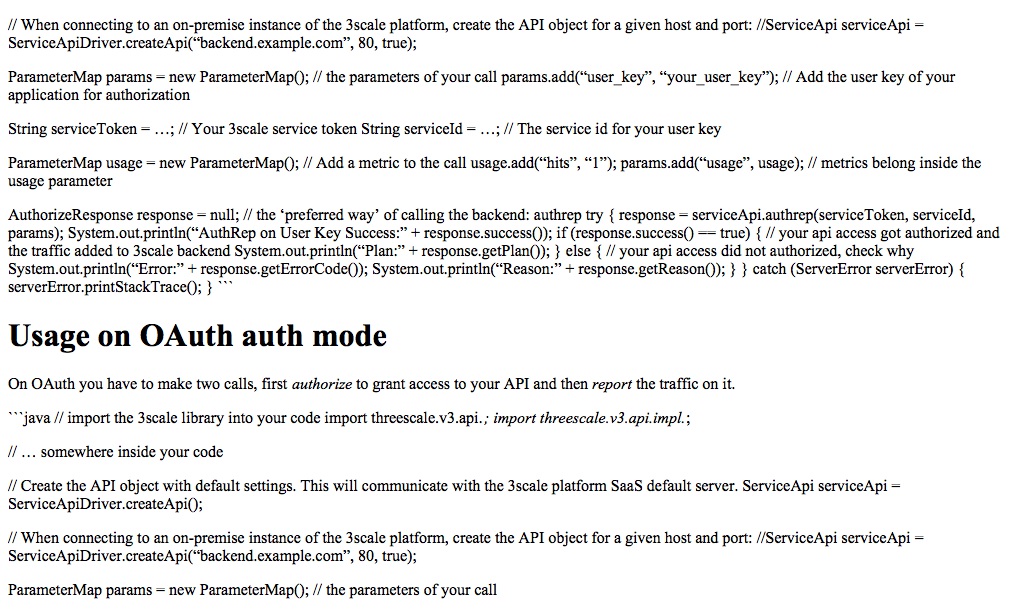 // When connecting to an on-premise instance of the 3scale platform, create the API object for a given host and port: //ServiceApi serviceApi =
ServiceApiDriver.createApi(“backend.example.com”, 80, true);
ParameterMap params = new ParameterMap(); // the parameters of your call params.add(“user_key”, “your_user_key”); // Add the user key of your
application for authorization
String serviceToken = …; // Your 3scale service token String serviceId = …; // The service id for your user key
ParameterMap usage = new ParameterMap(); // Add a metric to the call usage.add(“hits”, “1”); params.add(“usage”, usage); // metrics belong inside the
usage parameter
AuthorizeResponse response = null; // the ‘preferred way’ of calling the backend: authrep try { response = serviceApi.authrep(serviceToken, serviceId,
params); System.out.println(“AuthRep on User Key Success:” + response.success()); if (response.success() == true) { // your api access got authorized and
the traffic added to 3scale backend System.out.println(“Plan:” + response.getPlan()); } else { // your api access did not authorized, check why
System.out.println(“Error:” + response.getErrorCode()); System.out.println(“Reason:” + response.getReason()); } } catch (ServerError serverError) {
serverError.printStackTrace(); } ```
Usage on OAuth auth mode
On OAuth you have to make two calls, first authorize to grant access to your API and then report the traffic on it.
```java // import the 3scale library into your code import threescale.v3.api.; import threescale.v3.api.impl.;
// … somewhere inside your code
// Create the API object with default settings. This will communicate with the 3scale platform SaaS default server. ServiceApi serviceApi =
ServiceApiDriver.createApi();
// When connecting to an on-premise instance of the 3scale platform, create the API object for a given host and port: //ServiceApi serviceApi =
ServiceApiDriver.createApi(“backend.example.com”, 80, true);
ParameterMap params = new ParameterMap(); // the parameters of your call